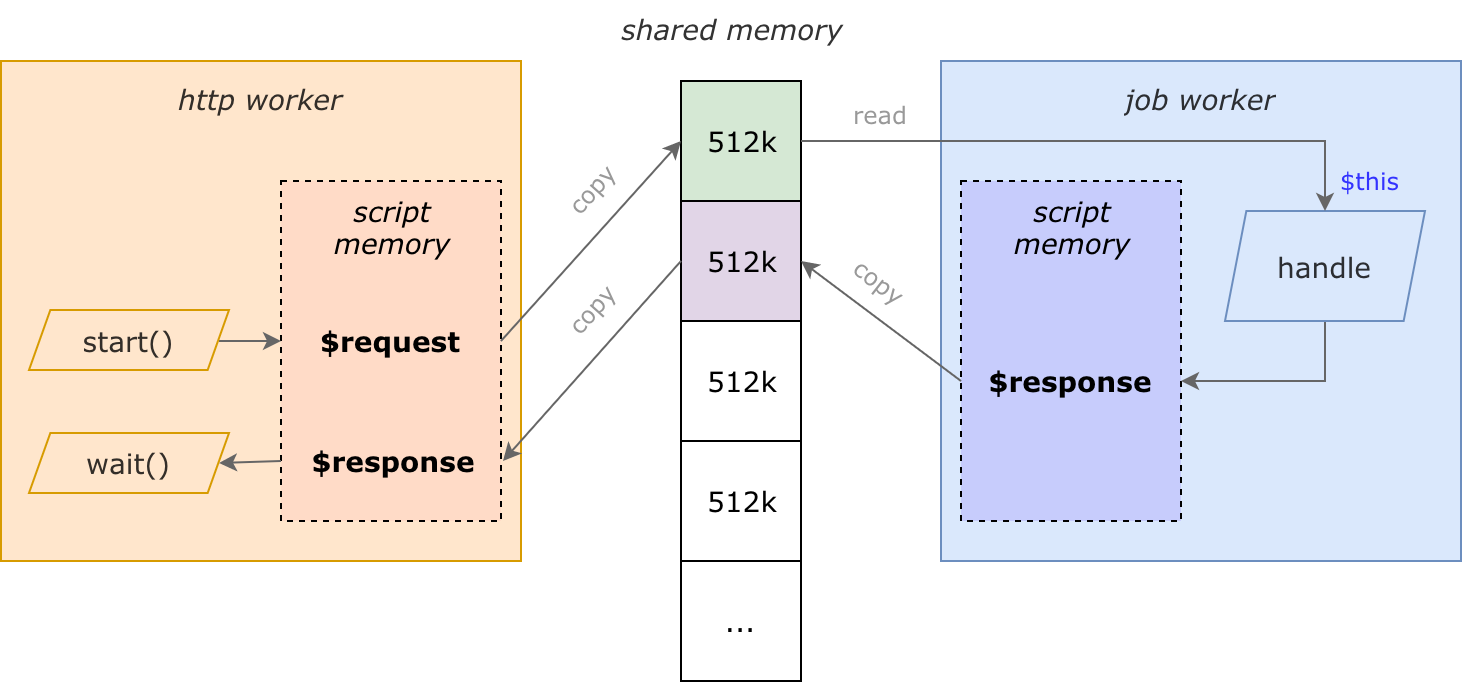 shared memory
http worker
script
memory
start()
$request
wait()
$response
copy
copy
512k
512k
512k
512k
...
read
copy
job worker
script
memory
$response
$this
handle